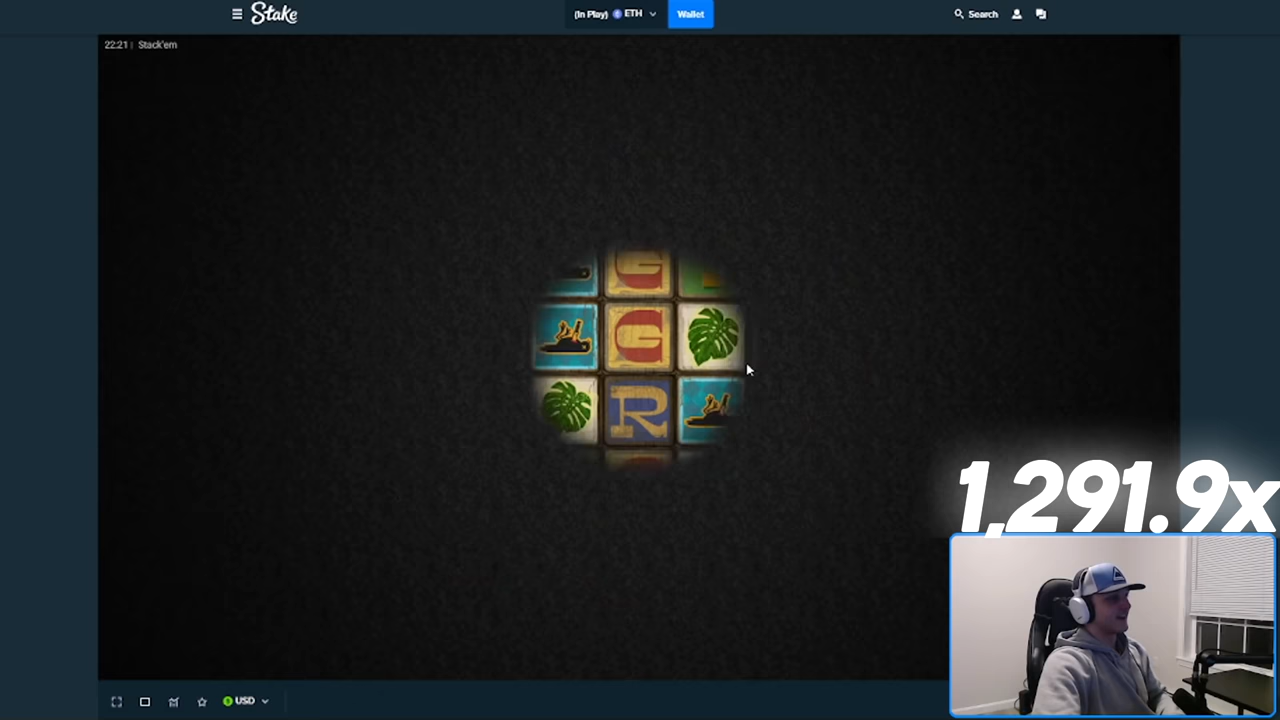 Stake
(In Play) ETH
Wallet
Search
22:21 | Stack'em
G
G
R
1,291.9x
USD